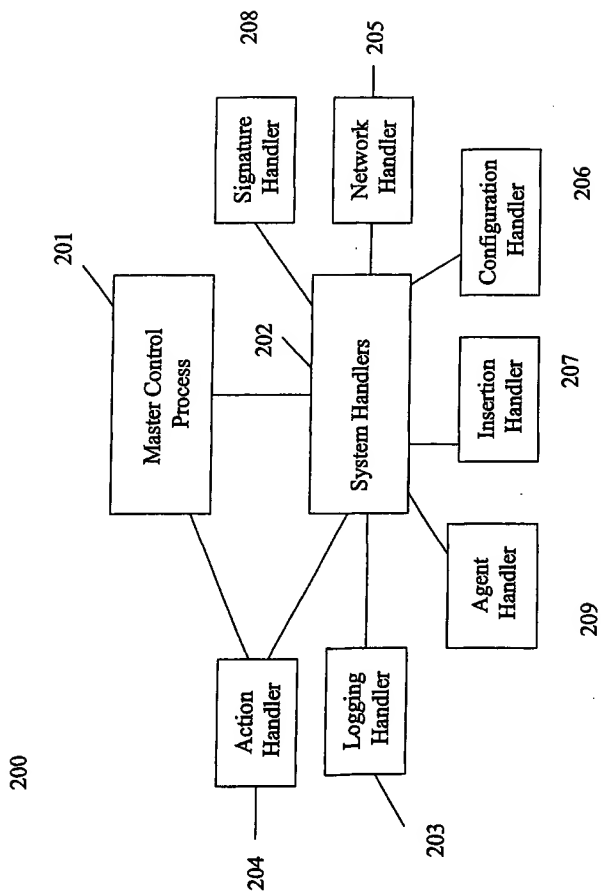 200
201
Master Control
Process
208
Signature
Handler
204
Action
Handler
202
System Handlers
205
Network
Handler
203
Logging
Handler
209
Agent
Handler
207
Insertion
Handler
206
Configuration
Handler